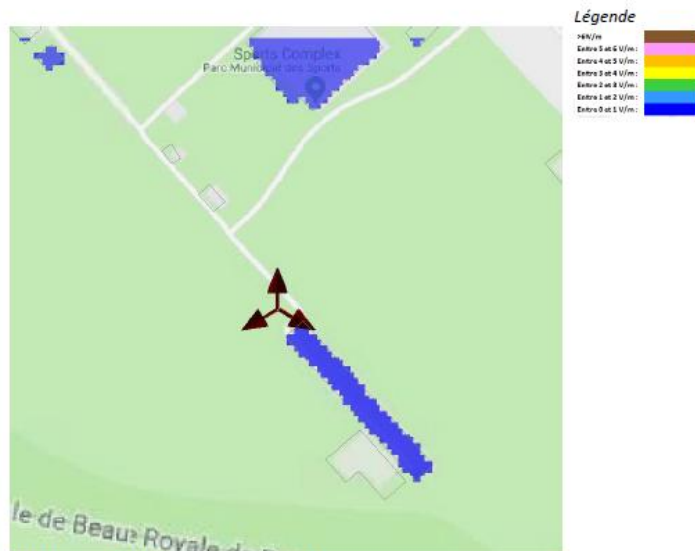 Légende
>6V/m
Entre 5 et 6 V/m :
Entre 4 et 5 V/m :
Entre 3 et 4 V/m :
Entre 2 et 3 V/m :
Entre 1 et 2 V/m :
Entre 0 et 1 V/m :
Sports Complex
Parc Municipal des Sports
le de Beau Royale du